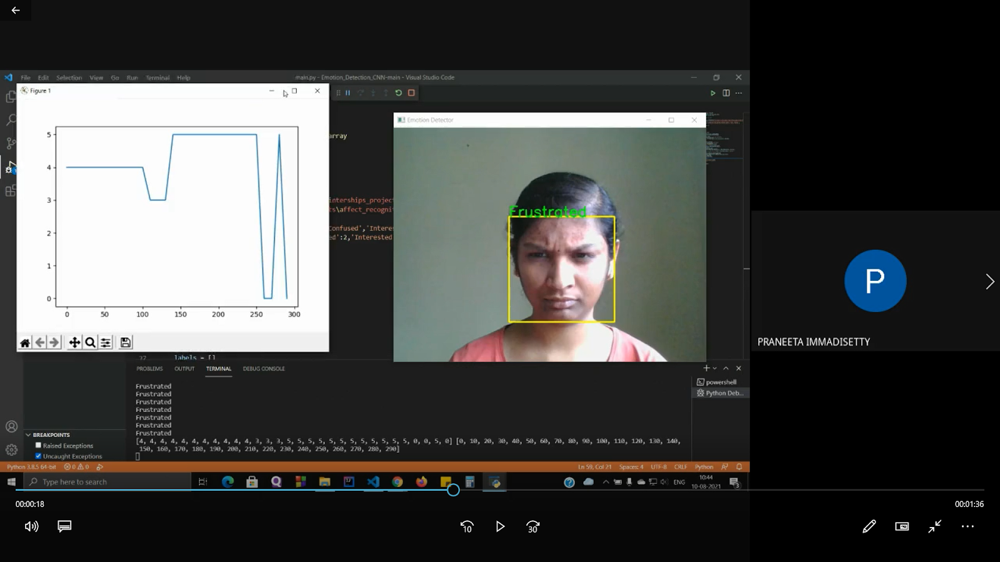 File Edit Selection View Go Run Terminal Help
main.py - Emotion_Detection_CNN-main - Visual Studio Code
Figure 1
5
4
3
2
1
0
0 50 100 150 200 250 300
array
interships_project
ts\affect_recognit
Confused','Interes
ed':2,'Interested
27 labels = []
Emotion Detector
Frustrated
PROBLEMS OUTPUT TERMINAL DEBUG CONSOLE
Frustrated
Frustrated
Frustrated
Frustrated
Frustrated
Frustrated
Frustrated
[4, 4, 4, 4, 4, 4, 4, 4, 4, 4, 4, 3, 3, 3, 5, 5, 5, 5, 5, 5, 5, 5, 5, 5, 5, 5, 0, 0, 5, 0] [0, 10, 20, 30, 40, 50, 60, 70, 80, 90, 100, 110, 120, 130, 140,
150, 160, 170, 180, 190, 200, 210, 220, 230, 240, 250, 260, 270, 280, 290]
powershell
Python Deb...
BREAKPOINTS
Raised Exceptions
Uncaught Exceptions
Python 3.8.5 64-bit 0 0
Ln 59, Col 21 Spaces: 4 UTF-8 CRLF Python
Type here to search
ENG
10:44
10-08-2021
3
P
PRANEETA IMMADISETTY
00:00:18
00:01:36
10
30